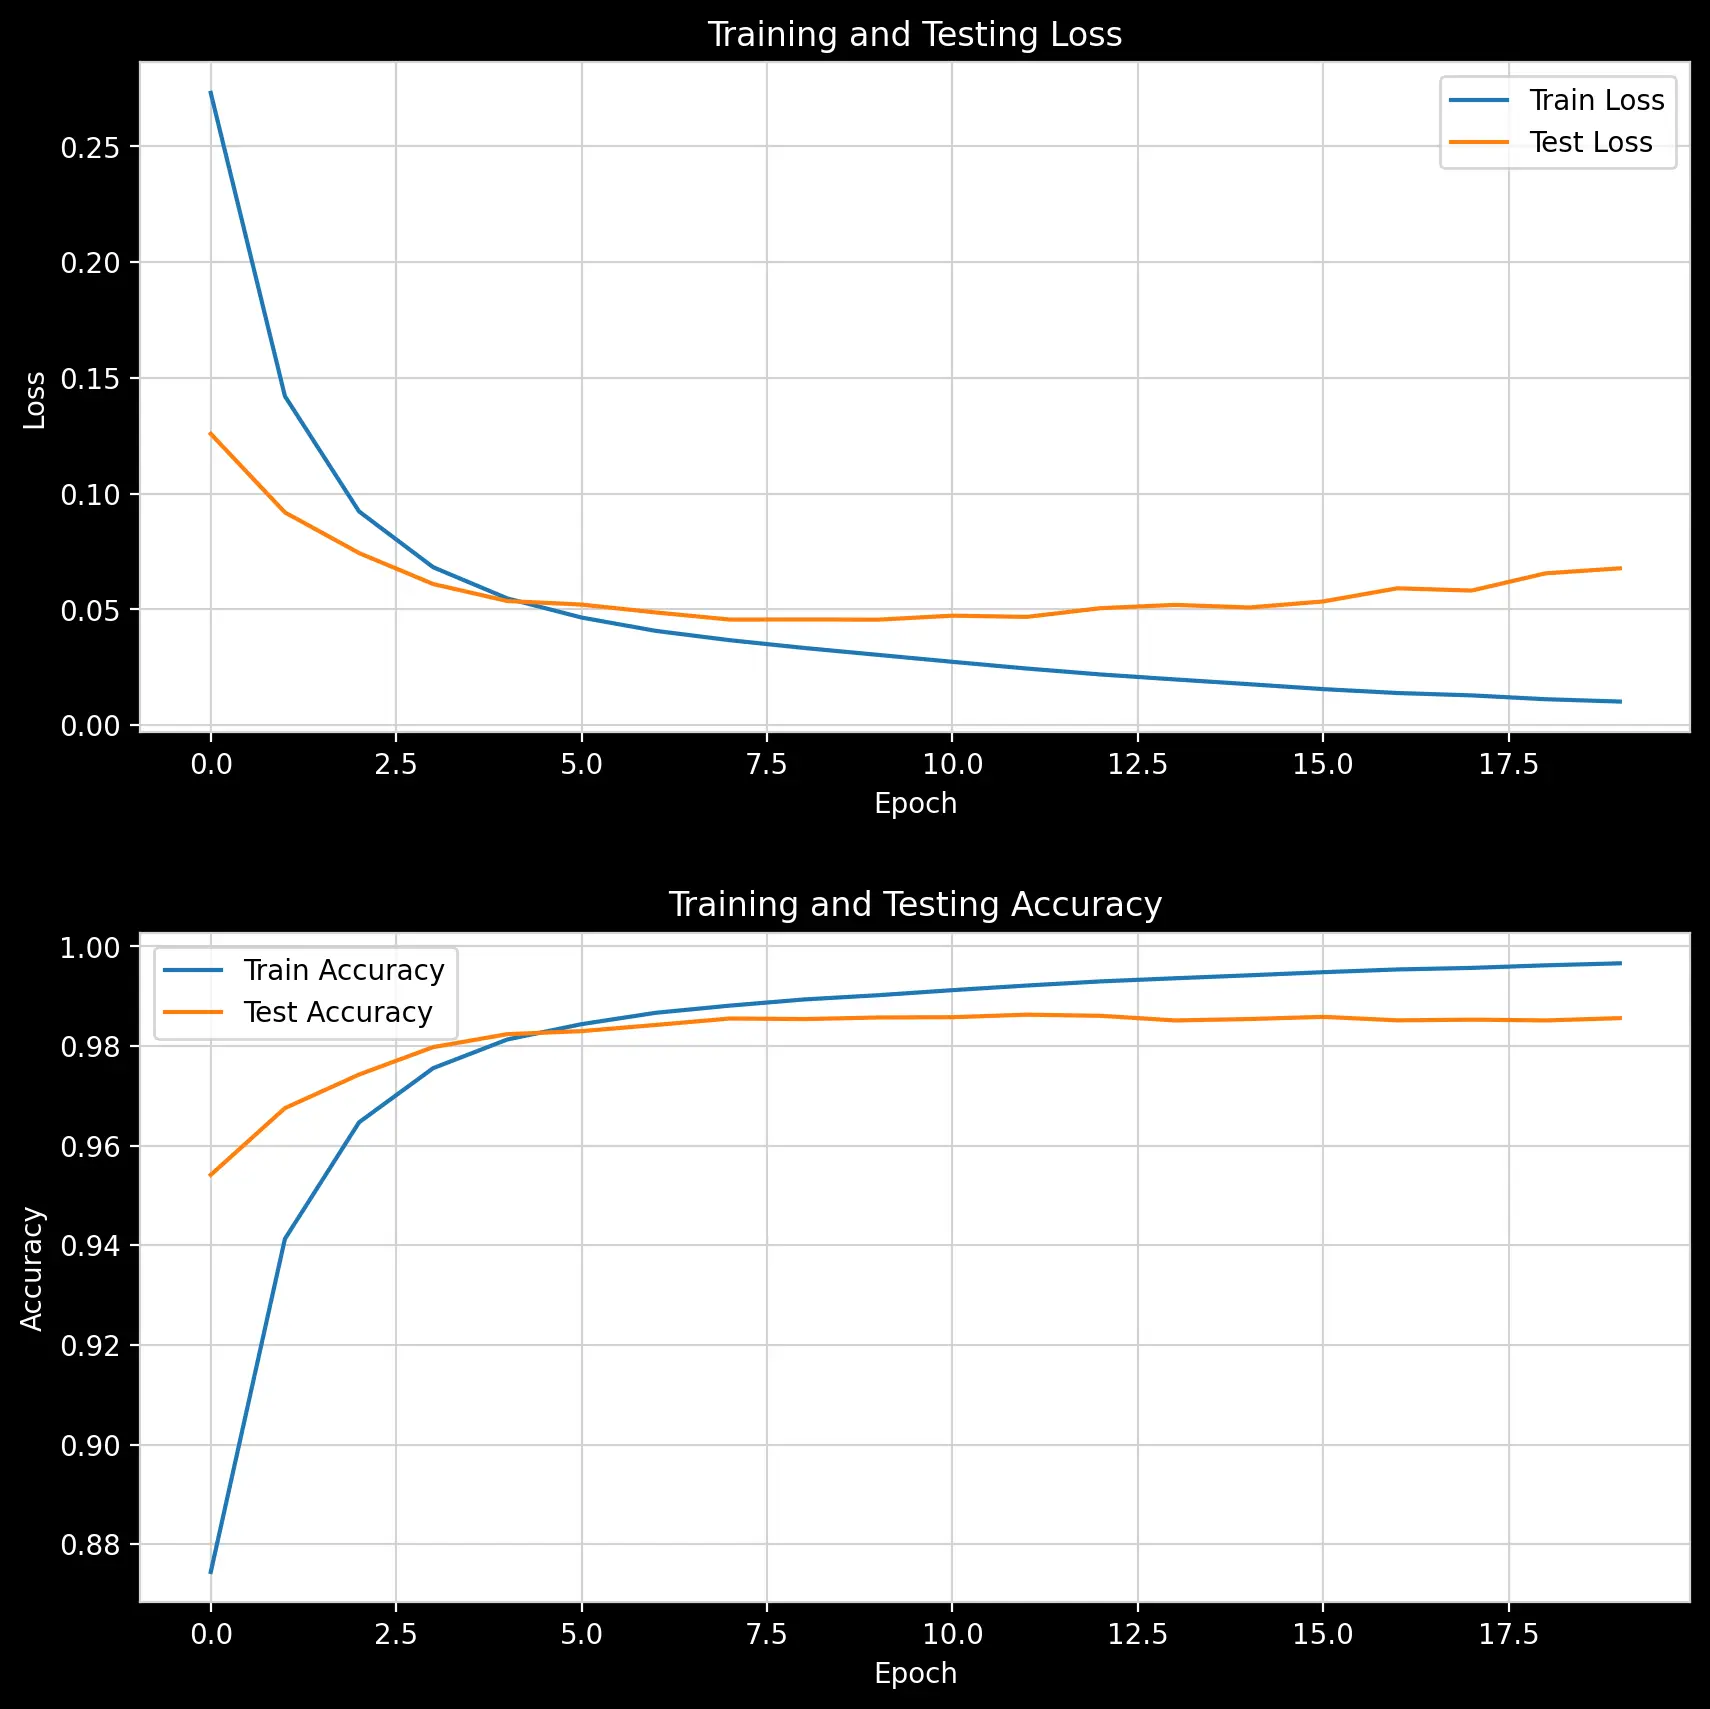 Training and Testing Loss
Train Loss
Test Loss
0.25
0.20
0.15
0.10
0.05
0.00
Loss
0.0 2.5 5.0 7.5 10.0 12.5 15.0 17.5
Epoch
Training and Testing Accuracy
Train Accuracy
Test Accuracy
1.00
0.98
0.96
0.94
0.92
0.90
0.88
Accuracy
0.0 2.5 5.0 7.5 10.0 12.5 15.0 17.5
Epoch